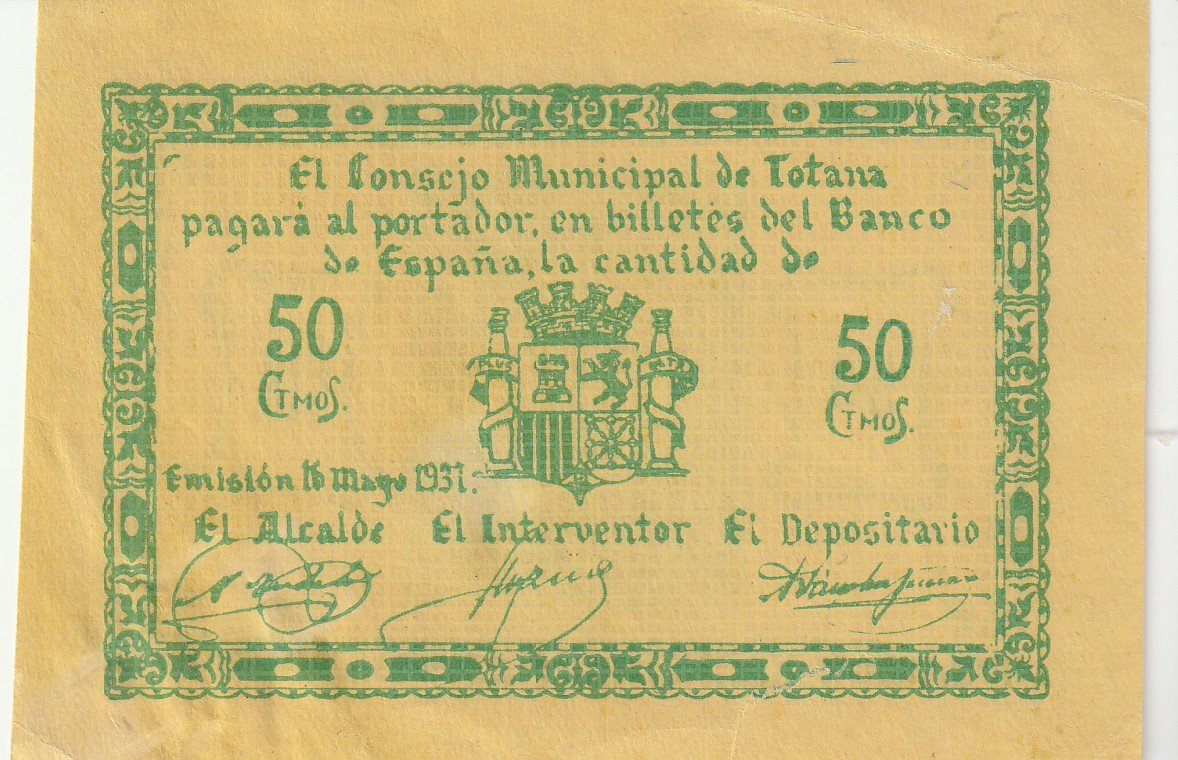 El Consejo Municipal de Totana
pagará al portador, en billetes del Banco
de España, la cantidad de
50
Ctmos.
50
Ctmos.
Emisión 16 Mayo 1937.
El Alcalde El Interventor El Depositario